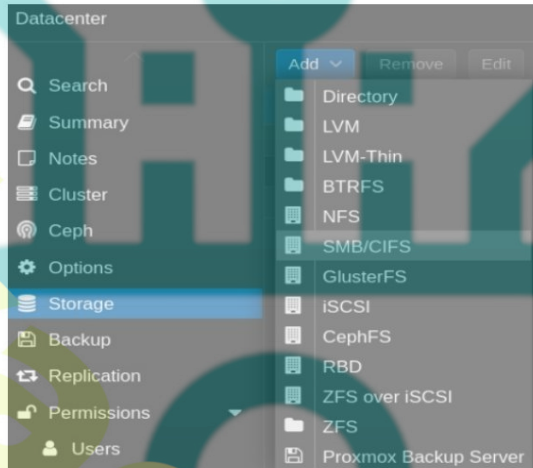 Datacenter
Search
Summary
Notes
Cluster
Ceph
Options
Storage
Backup
Replication
Permissions
Users
Add
Remove
Edit
Directory
LVM
LVM-Thin
BTRFS
NFS
SMB/CIFS
GlusterFS
iSCSI
CephFS
RBD
ZFS over iSCSI
ZFS
Proxmox Backup Server